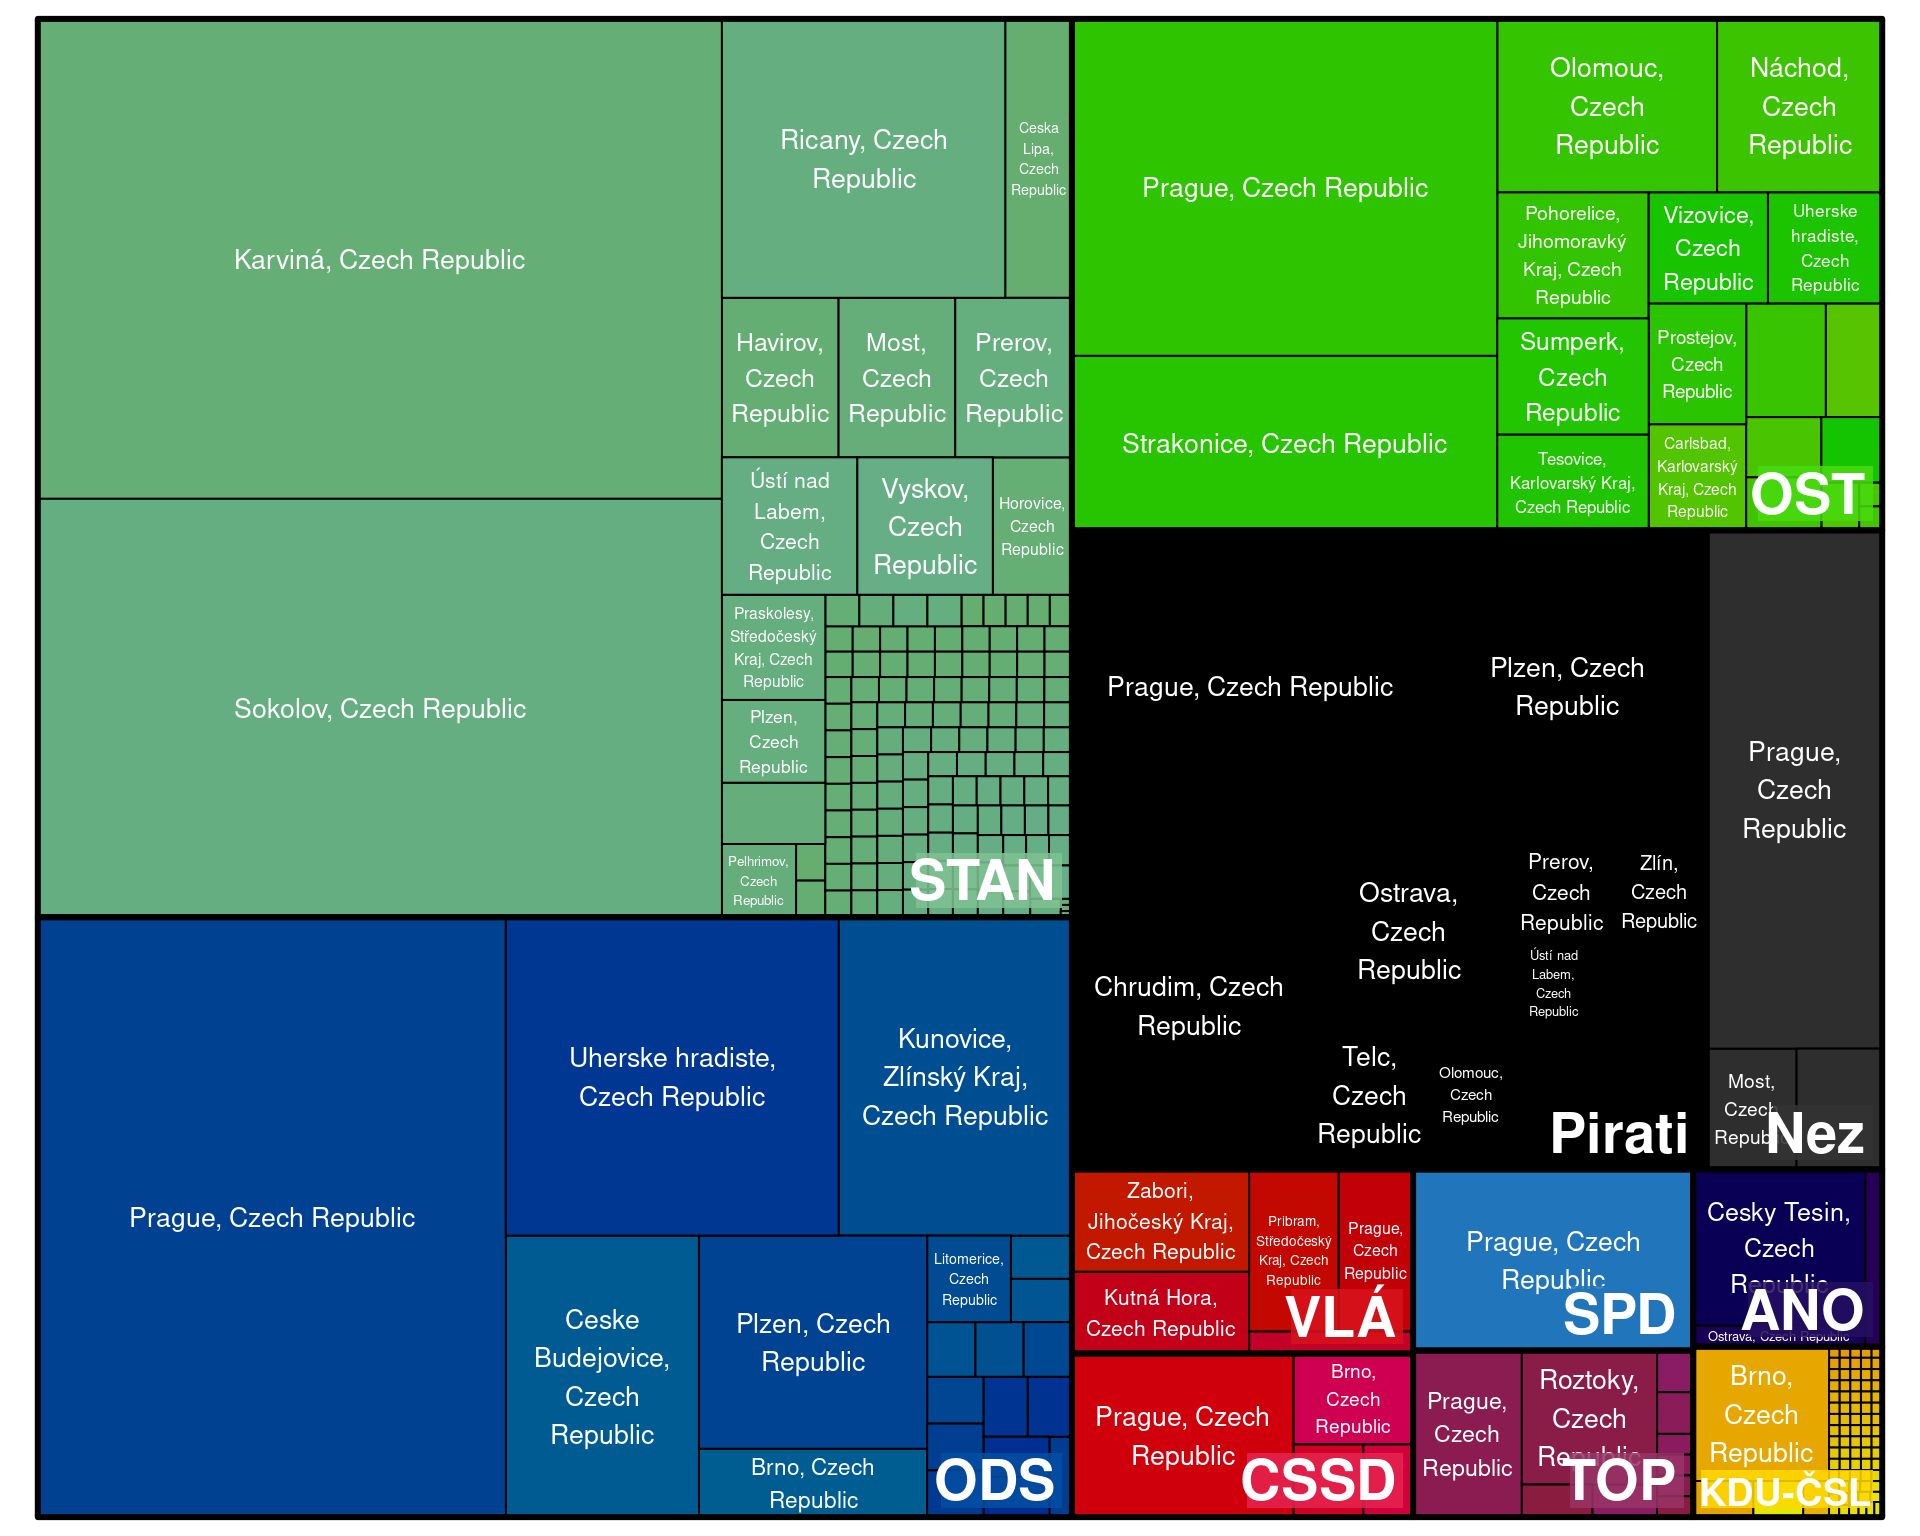 Karviná, Czech Republic
Sokolov, Czech Republic
Ricany, Czech
Republic
Ceska
Lipa,
Czech
Republic
Havirov,
Czech
Republic
Most,
Czech
Republic
Prerov,
Czech
Republic
Ústí nad
Labem,
Czech
Republic
Vyskov,
Czech
Republic
Horovice,
Czech
Republic
Praskolesy,
Středočeský
Kraj, Czech
Republic
Plzen,
Czech
Republic
Pelhrimov,
Czech
Republic
STAN
Prague, Czech Republic
Uherske hradiste,
Czech Republic
Kunovice,
Zlínský Kraj,
Czech Republic
Ceske
Budejovice,
Czech
Republic
Plzen, Czech
Republic
Brno, Czech
Republic
Litomerice,
Czech
Republic
ODS
Prague, Czech Republic
Strakonice, Czech Republic
Olomouc,
Czech
Republic
Náchod,
Czech
Republic
Pohorelice,
Jihomoravký
Kraj, Czech
Republic
Vizovice,
Czech
Republic
Uherske
hradiste,
Czech
Republic
Sumperk,
Czech
Republic
Prostejov,
Czech
Republic
Tesovice,
Karlovarský Kraj,
Czech Republic
Carlsbad,
Karlovarský
Kraj, Czech
Republic
OST
Prague, Czech Republic
Plzen, Czech
Republic
Chrudim, Czech
Republic
Ostrava,
Czech
Republic
Prerov,
Czech
Republic
Zlín,
Czech
Republic
Ústí nad
Labem,
Czech
Republic
Telc,
Czech
Republic
Olomouc,
Czech
Republic
Pirati
Prague,
Czech
Republic
Most,
Czech
Republic
Nez
Zabori,
Jihočeský Kraj,
Czech Republic
Kutná Hora,
Czech Republic
Pribram,
Středočeský
Kraj, Czech
Republic
Prague,
Czech
Republic
VLÁ
Prague, Czech
Republic
SPD
Cesky Tesin,
Czech
Republic
Ostrava, Czech Republic
ANO
Prague, Czech
Republic
Brno,
Czech
Republic
CSSD
Prague,
Czech
Republic
Roztoky,
Czech
Republic
TOP
Brno,
Czech
Republic
KDU-ČSL